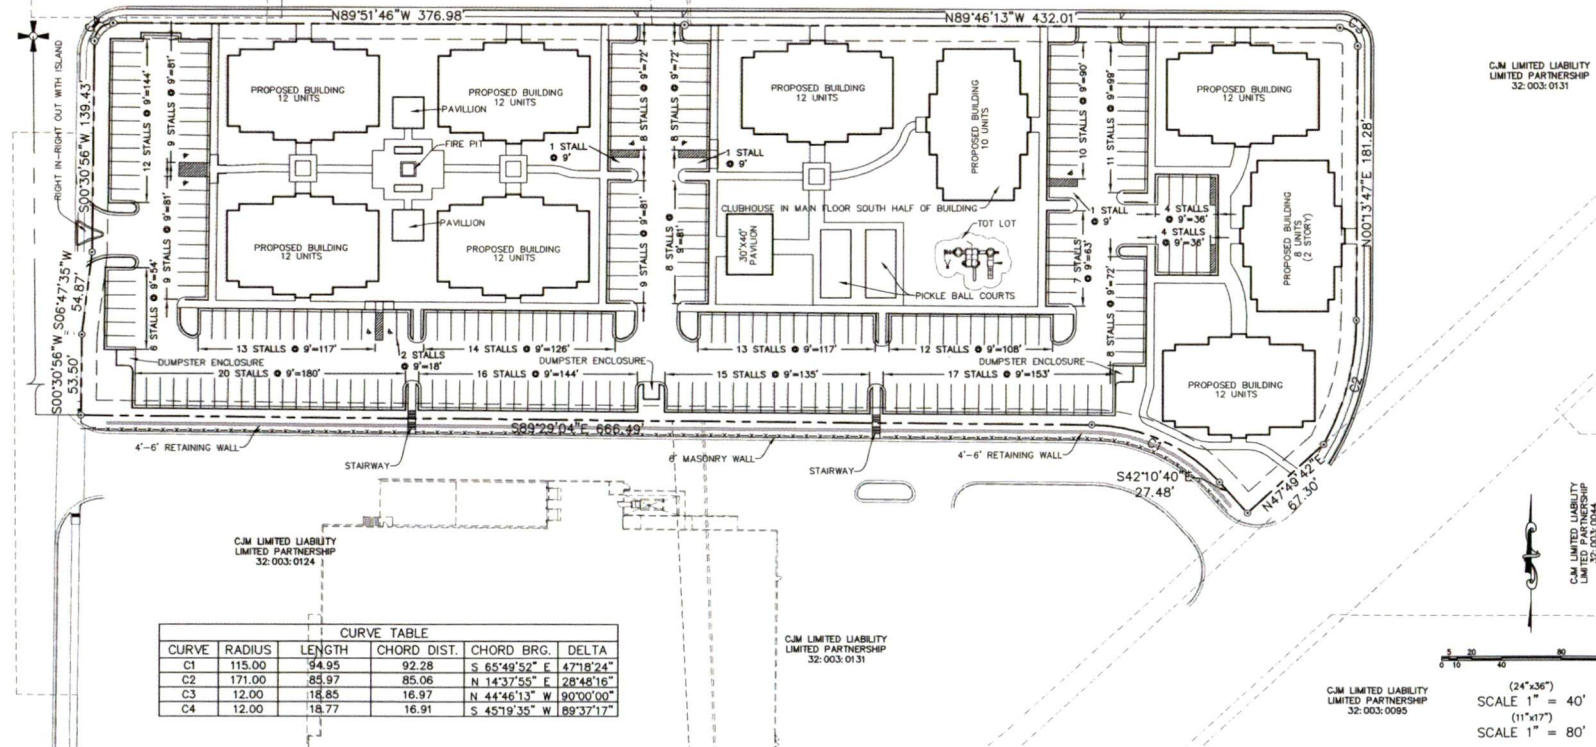 N89°51'46"W 376.98'
N89°46'13"W 432.01
C4
C3
RIGHT IN-RIGHT OUT WITH ISLAND
S00°30'56"W 139.43'
S06°47'35"W
54.87'
S00°30'56"W
53.50'
12 STALLS @ 9'=144'
9 STALLS @ 9'=81'
9 STALLS @ 9'=81'
6 STALLS @ 9'=54'
PROPOSED BUILDING
12 UNITS
PROPOSED BUILDING
12 UNITS
PAVILLION
FIRE PIT
PAVILLION
PROPOSED BUILDING
12 UNITS
PROPOSED BUILDING
12 UNITS
8 STALLS @ 9'=72'
8 STALLS @ 9'=72'
1 STALL
@ 9'
1 STALL
@ 9'
9 STALLS @ 9'=81'
8 STALLS @
9'=81'
PROPOSED BUILDING
12 UNITS
PROPOSED BUILDING
10 UNITS
CLUBHOUSE IN MAIN FLOOR SOUTH HALF OF BUILDING
30'X40'
PAVILION
TOT LOT
PICKLE BALL COURTS
10 STALLS @ 9'=90'
11 STALLS @ 9'=99'
1 STALL
@ 9'
7 STALLS
@ 9'=63'
8 STALLS @ 9'=72'
4 STALLS
@ 9'=36'
4 STALLS
@ 9'=36'
PROPOSED BUILDING
12 UNITS
PROPOSED BUILDING
8 UNITS
(2 STORY)
PROPOSED BUILDING
12 UNITS
N00°13'47"E 181.28'
C2
13 STALLS @ 9'=117'
2 STALLS
@ 9'=18'
14 STALLS @ 9'=126'
13 STALLS @ 9'=117'
12 STALLS @ 9'=108'
DUMPSTER ENCLOSURE
DUMPSTER ENCLOSURE
DUMPSTER ENCLOSURE
20 STALLS @ 9'=180'
16 STALLS @ 9'=144'
15 STALLS @ 9'=135'
17 STALLS @ 9'=153'
S89°29'04"E 666.49'
4'-6' RETAINING WALL
STAIRWAY
6' MASONRY WALL
STAIRWAY
4'-6' RETAINING WALL
C1
S42°10'40"E
27.48'
N47°49'42"E
67.30'
CJM LIMITED LIABILITY
LIMITED PARTNERSHIP
32:003:0131
CJM LIMITED LIABILITY
LIMITED PARTNERSHIP
32:003:0124
CJM LIMITED LIABILITY
LIMITED PARTNERSHIP
32:003:0131
CJM LIMITED LIABILITY
LIMITED PARTNERSHIP
32:003:0044
CJM LIMITED LIABILITY
LIMITED PARTNERSHIP
32:003:0095
CURVE TABLE
CURVE RADIUS LENGTH CHORD DIST. CHORD BRG. DELTA
C1 115.00 94.95 92.28 S 65°49'52" E 47°18'24"
C2 171.00 85.97 85.06 N 14°37'55" E 28°48'16"
C3 12.00 18.85 16.97 N 44°46'13" W 90°00'00"
C4 12.00 18.77 16.91 S 45°19'35" W 89°37'17"
5 20 80
0 10 40
(24"x36")
SCALE 1" = 40'
(11"x17")
SCALE 1" = 80'